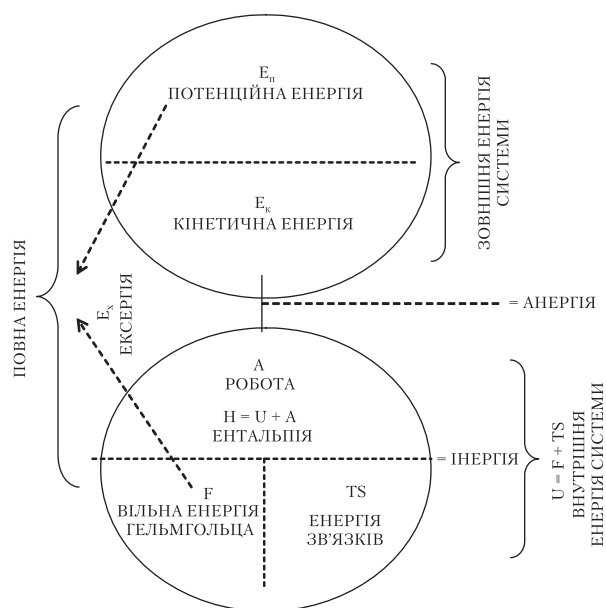 Eп
ПОТЕНЦІЙНА ЕНЕРГІЯ
Eк
КІНЕТИЧНА ЕНЕРГІЯ
ЗОВНІШНЯ ЕНЕРГІЯ
СИСТЕМИ
ПОВНА ЕНЕРГІЯ
Eх
ЕКСЕРГІЯ
= АНЕРГІЯ
А
РОБОТА
H = U + A
ЕНТАЛЬПІЯ
= ІНЕРГІЯ
F
ВІЛЬНА ЕНЕРГІЯ
ГЕЛЬМГОЛЬЦА
TS
ЕНЕРГІЯ
ЗВ’ЯЗКІВ
U = F + TS
ВНУТРІШНЯ
ЕНЕРГІЯ СИСТЕМИ